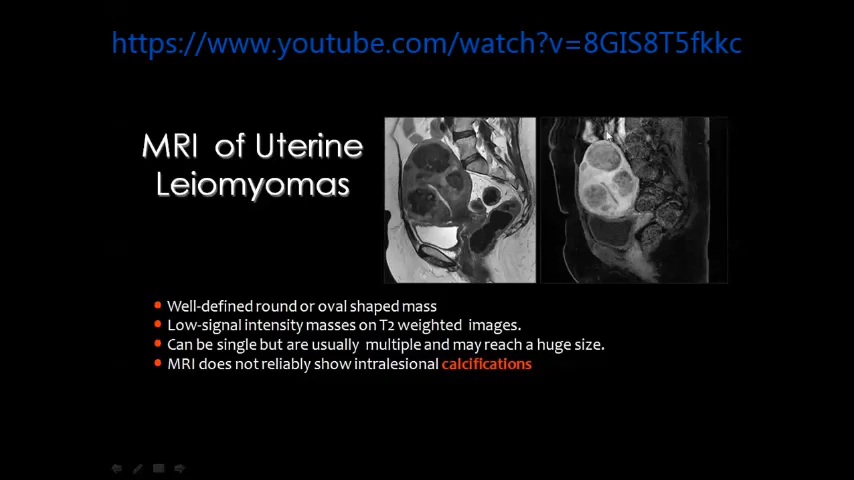 https://www.youtube.com/watch?v=8GIS8T5fkkc
MRI of Uterine
Leiomyomas
Well-defined round or oval shaped mass
Low-signal intensity masses on T2 weighted images.
Can be single but are usually multiple and may reach a huge size.
MRI does not reliably show intralesional calcifications